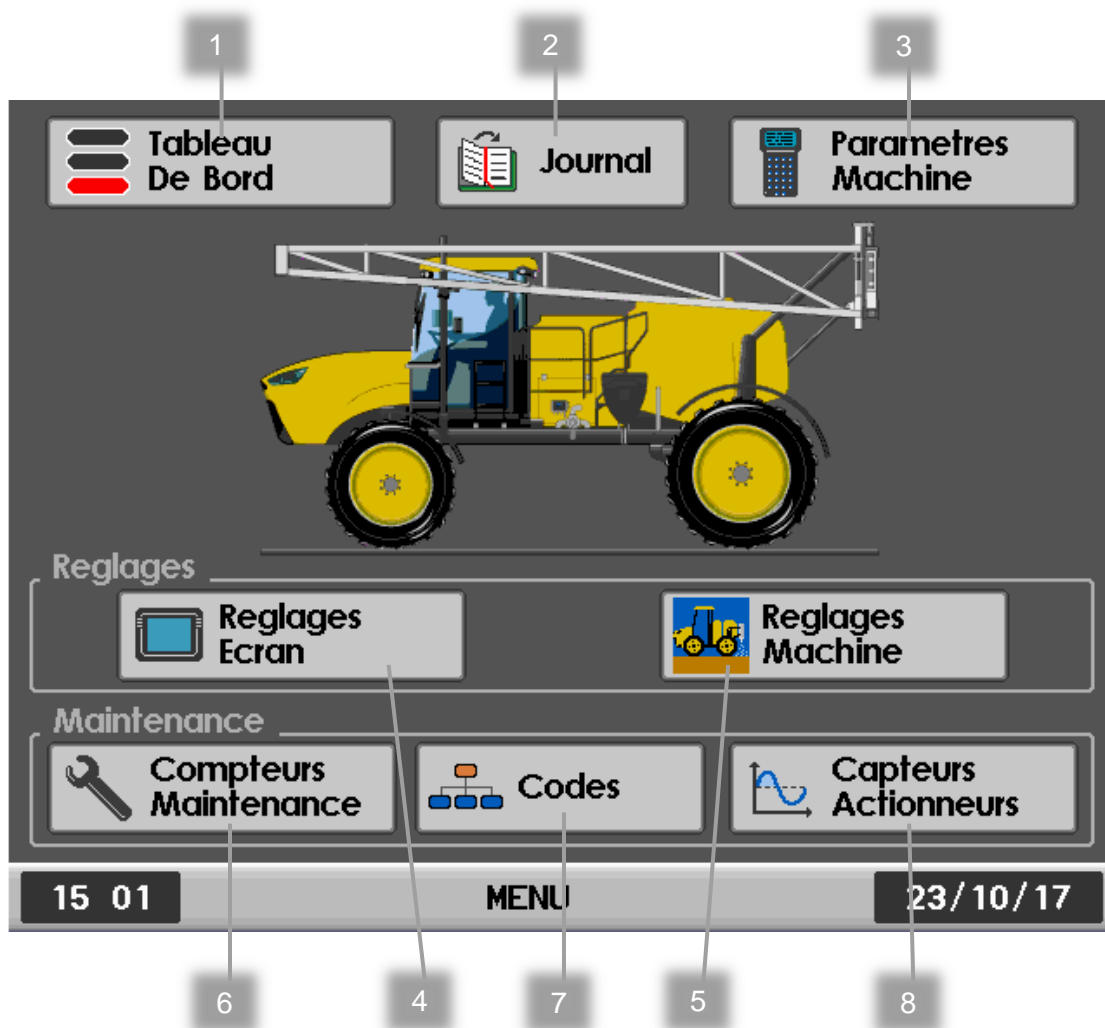 1
2
3
Tableau
De Bord
Journal
Parametres
Machine
Reglages
Reglages
Ecran
Reglages
Machine
Maintenance
Compteurs
Maintenance
Codes
Capteurs
Actionneurs
15 01
MENU
23/10/17
6
4
7
5
8